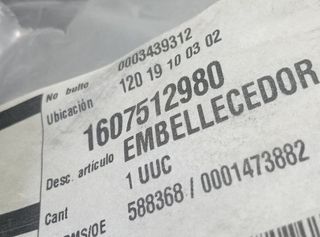 No bulto 0003439312
Ubicación 120 19 10 03 02
1607512980
Desc. artículo EMBELLECEDOR
1 UUC
Cant 588368 / 0001473882